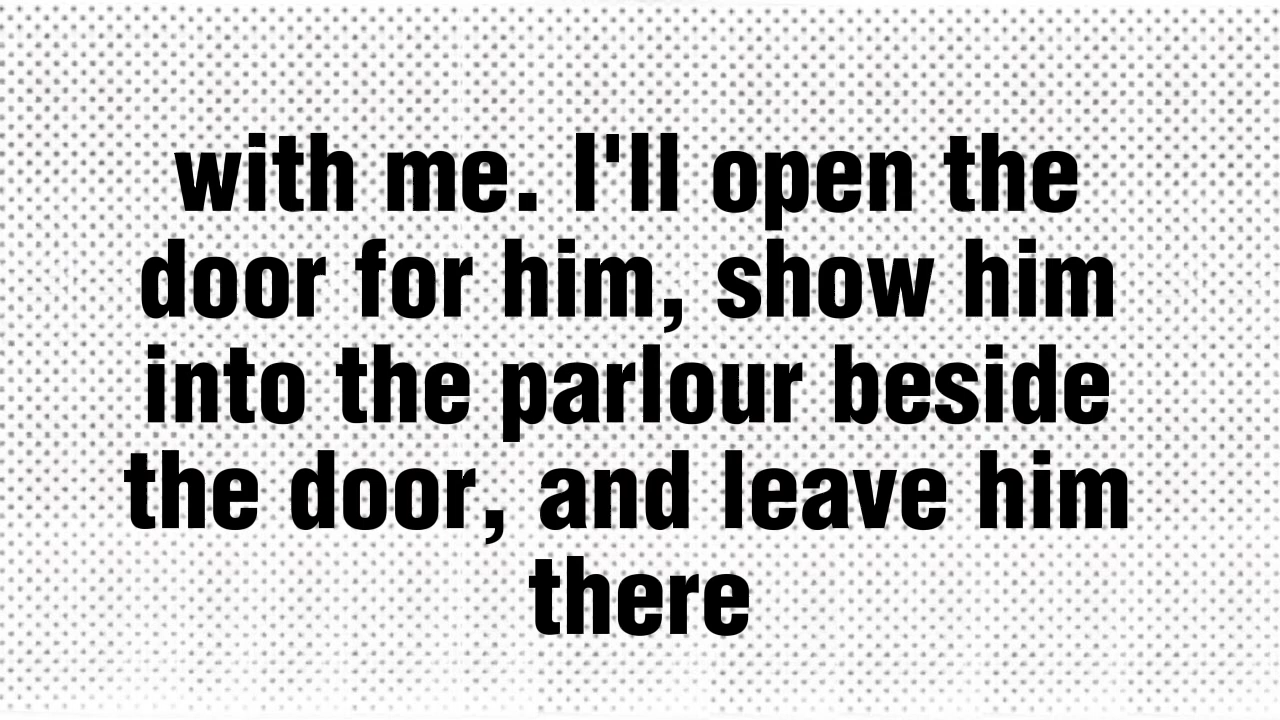 with me. I'll open the
door for him, show him
into the parlour beside
the door, and leave him
there